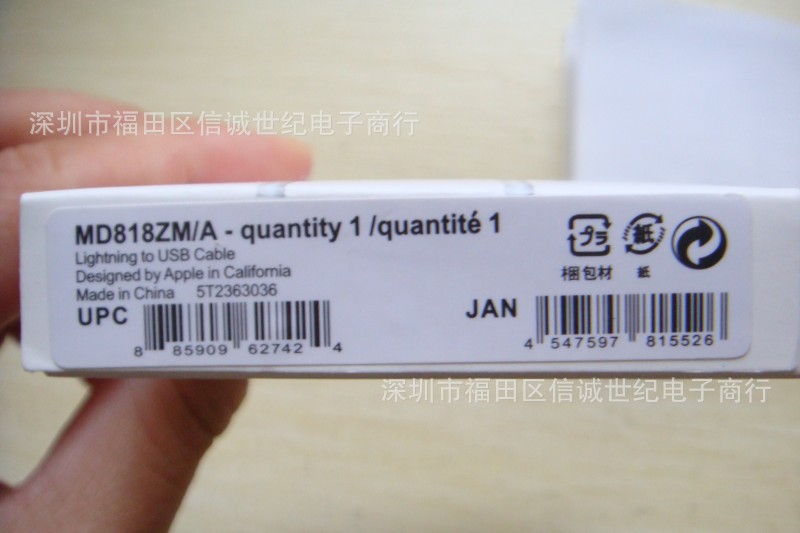 深圳市福田区信诚世纪电子商行
MD818ZM/A - quantity 1 /quantité 1
Lightning to USB Cable
Designed by Apple in California
Made in China 5T2363036
プラ
紙
梱包材
紙
UPC
8 85909 62742 4
JAN
4 547597 815526
深圳市福田区信诚世纪电子商行